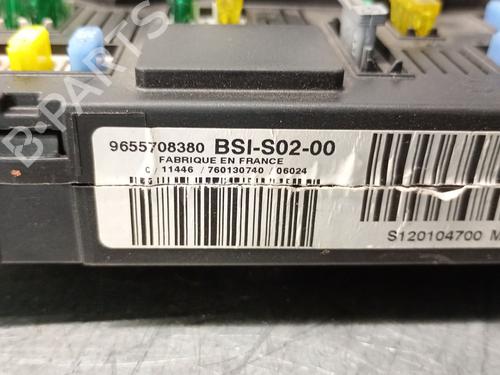 9655708380 BSI-S02-00
FABRIQUE EN FRANCE
C / 11446 / 760130740 / 06024
S120104700 M
B-PARTS